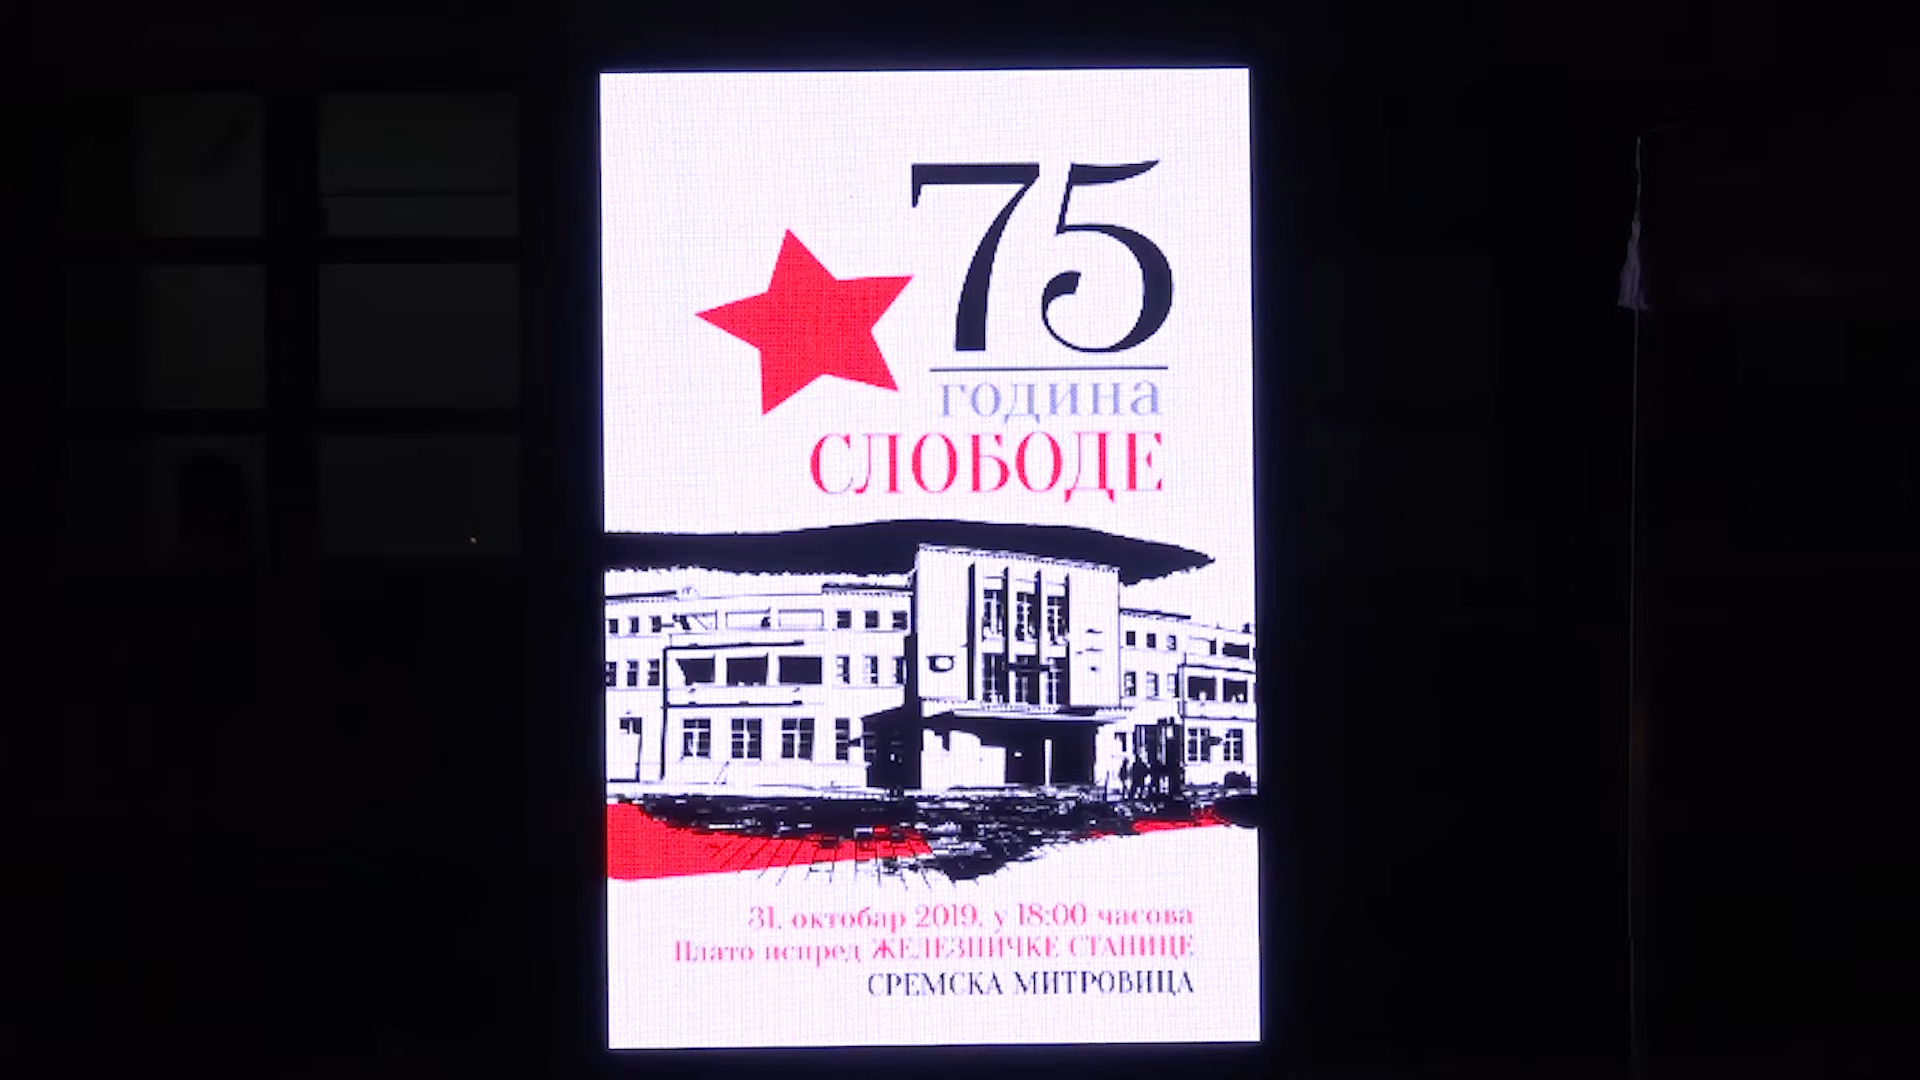 75
година
СЛОБОДЕ
31. октобар 2019. у 18:00 часова
Плато испред ЖЕЛЕЗНИЧКЕ СТАНИЦЕ
СРЕМСКА МИТРОВИЦА